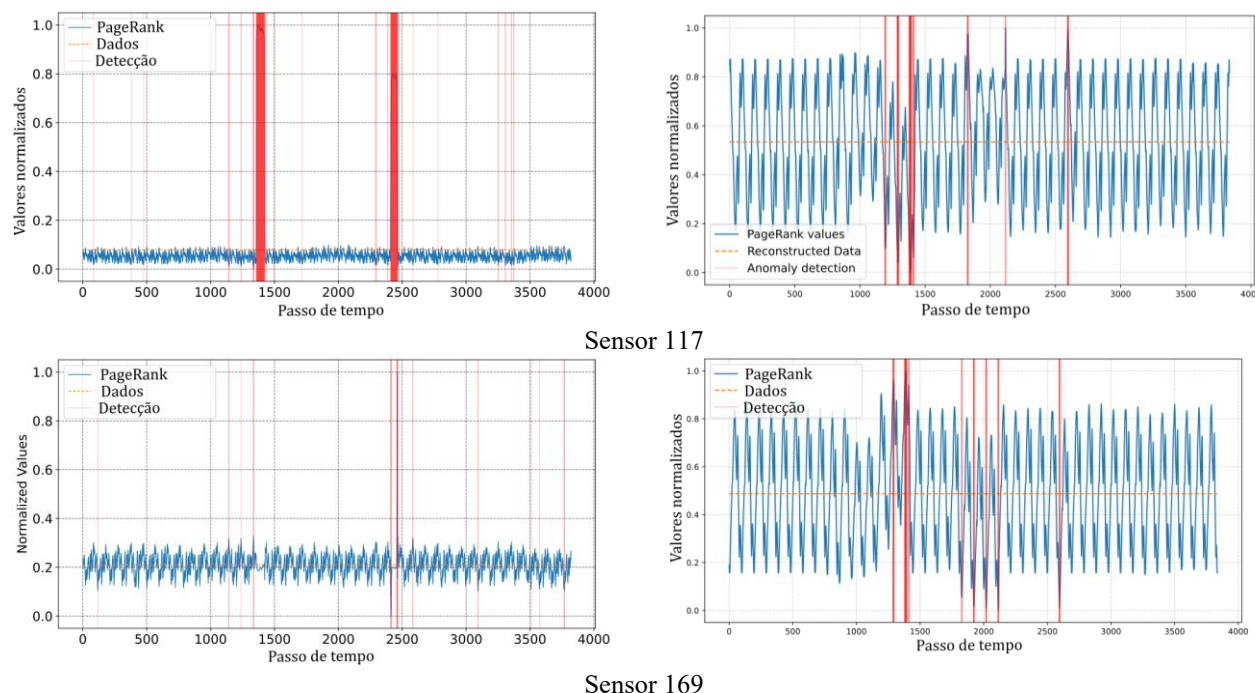 PageRank
Dados
Detecção
Valores normalizados
1.0
0.8
0.6
0.4
0.2
0.0
0 500 1000 1500 2000 2500 3000 3500 4000
Passo de tempo
Valores normalizados
1.0
0.8
0.6
0.4
0.2
0.0
PageRank values
Reconstructed Data
Anomaly detection
0 500 1000 1500 2000 2500 3000 3500 400
Passo de tempo
Sensor 117
PageRank
Dados
Detecção
Normalized Values
1.0
0.8
0.6
0.4
0.2
0.0
0 500 1000 1500 2000 2500 3000 3500 4000
Passo de tempo
PageRank
Dados
Detecção
Valores normalizados
1.0
0.8
0.6
0.4
0.2
0.0
0 500 1000 1500 2000 2500 3000 3500 4000
Passo de tempo
Sensor 169